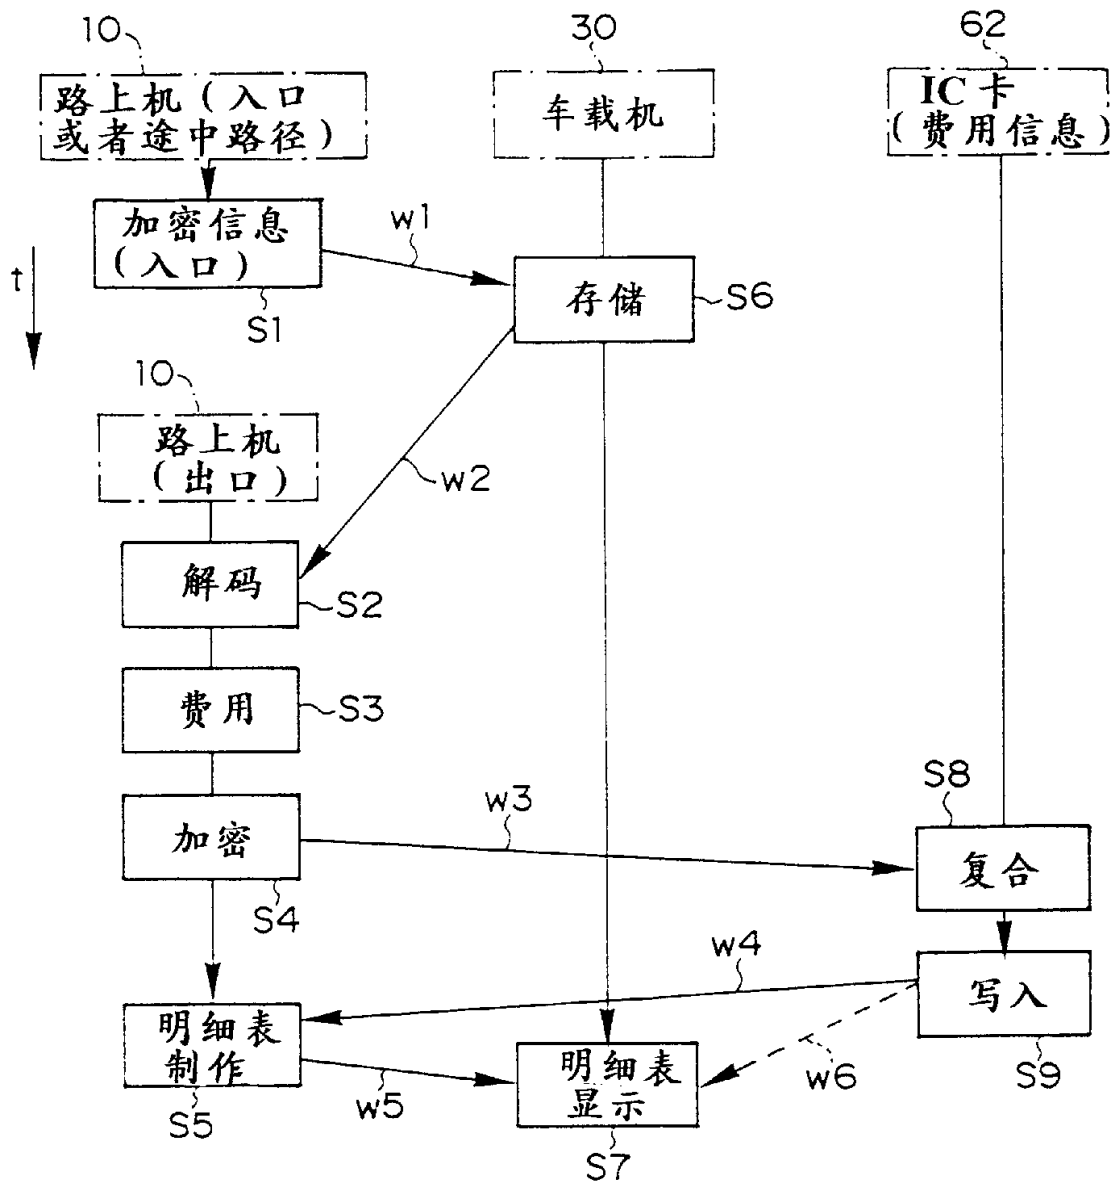 10
30
62
路上机(入口
或者途中路径)
车载机
IC卡
(费用信息)
加密信息
(入口)
S1
w1
t
存储
S6
10
路上机
(出口)
w2
解码
S2
费用
S3
加密
S4
w3
S8
复合
w4
写入
S9
明细表
制作
S5
w5
明细表
显示
S7
w6